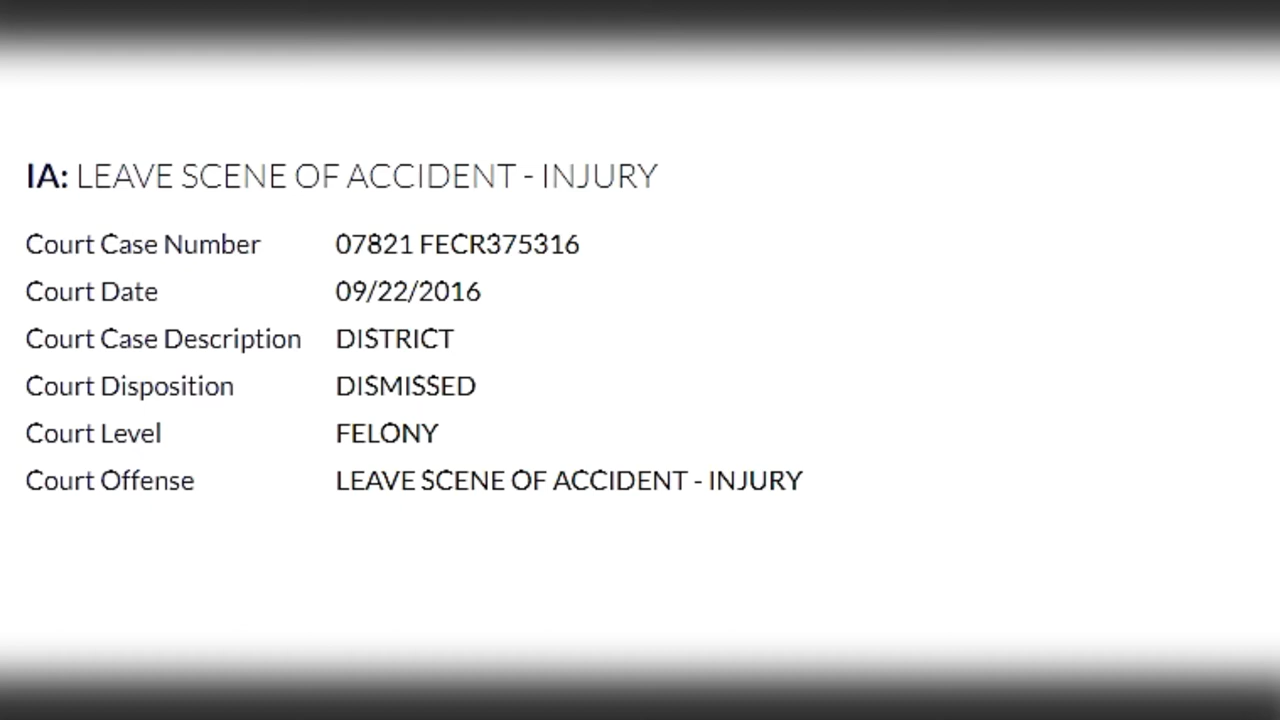 IA: LEAVE SCENE OF ACCIDENT - INJURY
Court Case Number 07821 FECR375316
Court Date 09/22/2016
Court Case Description DISTRICT
Court Disposition DISMISSED
Court Level FELONY
Court Offense LEAVE SCENE OF ACCIDENT - INJURY